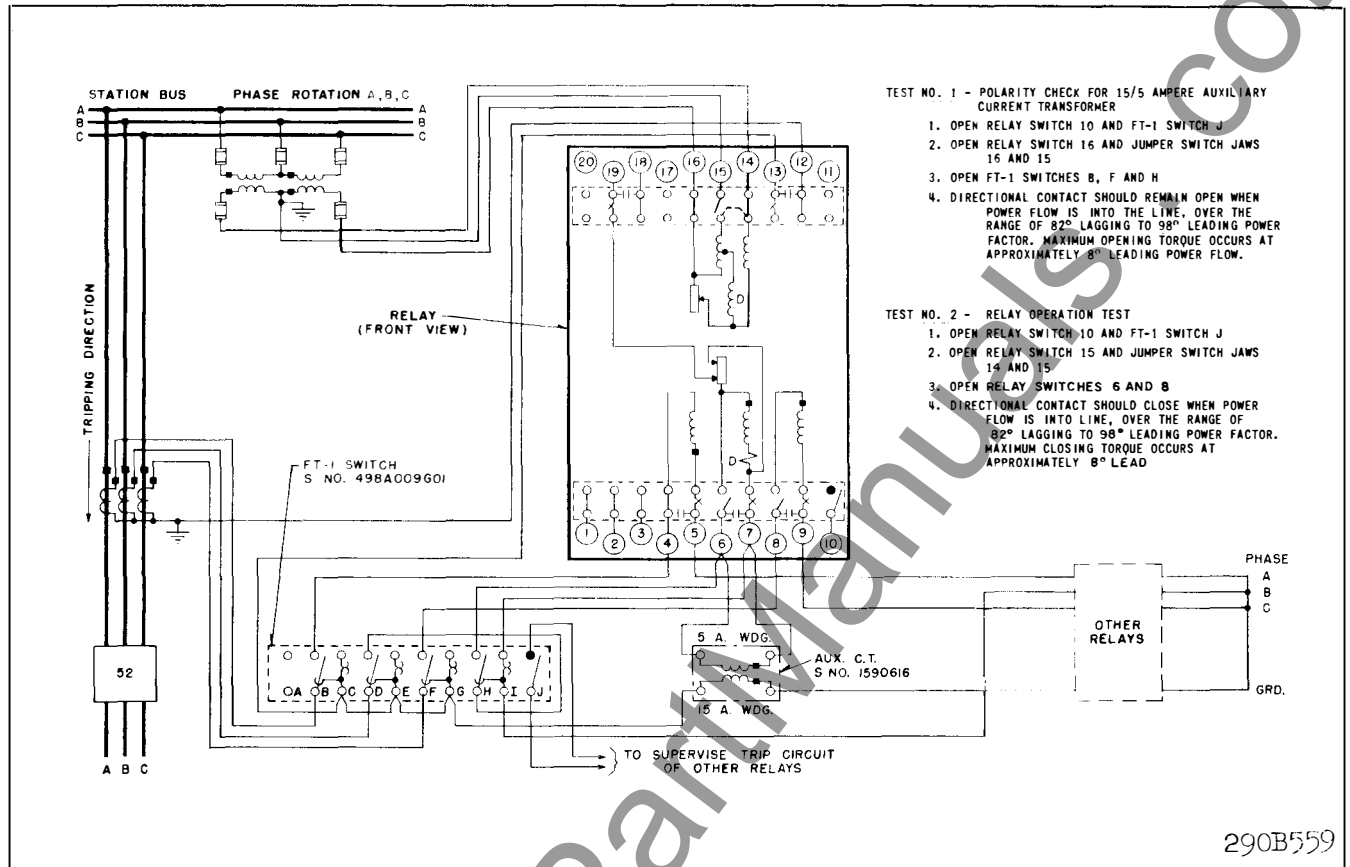 STATION BUS PHASE ROTATION A,B,C
A A
B B
C C
TRIPPING DIRECTION
52
A B C
RELAY
(FRONT VIEW)
20 19 18 17 16 15 14 13 12 11
D
D
1 2 3 4 5 6 7 8 9 10
FT-1 SWITCH
S NO. 498A009G01
A B C D E F G H I J
5 A. WDG.
15 A. WDG.
AUX. C.T.
S NO. 1590616
TO SUPERVISE TRIP CIRCUIT
OF OTHER RELAYS
OTHER
RELAYS
PHASE
A
B
C
GRD.
TEST NO. 1 - POLARITY CHECK FOR 15/5 AMPERE AUXILIARY
CURRENT TRANSFORMER
1. OPEN RELAY SWITCH 10 AND FT-1 SWITCH J
2. OPEN RELAY SWITCH 16 AND JUMPER SWITCH JAWS
16 AND 15
3. OPEN FT-1 SWITCHES B, F AND H
4. DIRECTIONAL CONTACT SHOULD REMAIN OPEN WHEN
POWER FLOW IS INTO THE LINE, OVER THE
RANGE OF 82° LAGGING TO 98° LEADING POWER
FACTOR. MAXIMUM OPENING TORQUE OCCURS AT
APPROXIMATELY 8° LEADING POWER FLOW.
TEST NO. 2 - RELAY OPERATION TEST
1. OPEN RELAY SWITCH 10 AND FT-1 SWITCH J
2. OPEN RELAY SWITCH 15 AND JUMPER SWITCH JAWS
14 AND 15
3. OPEN RELAY SWITCHES 6 AND 8
4. DIRECTIONAL CONTACT SHOULD CLOSE WHEN POWER
FLOW IS INTO LINE, OVER THE RANGE OF
82° LAGGING TO 98° LEADING POWER FACTOR.
MAXIMUM CLOSING TORQUE OCCURS AT
APPROXIMATELY 8° LEAD
290B559
PartManuals.co